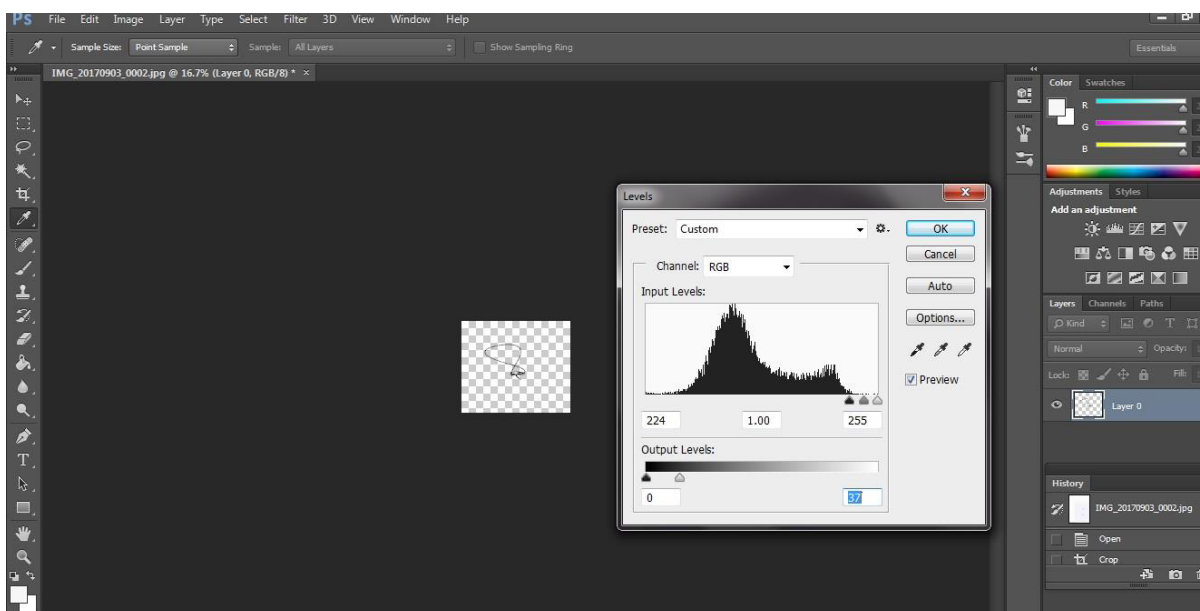 Ps File Edit Image Layer Type Select Filter 3D View Window Help
Sample Size: Point Sample Sample: All Layers Show Sampling Ring Essentials
IMG_20170903_0002.jpg @ 16.7% (Layer 0, RGB/8) * ×
Color Swatches
R
G
B
Adjustments Styles
Add an adjustment
Levels
Preset: Custom OK
Cancel
Channel: RGB
Auto
Input Levels:
Options...
Preview
224 1.00 255
Output Levels:
0 37
Layers Channels Paths
Kind
Normal Opacity:
Lock: Fill:
Layer 0
History
IMG_20170903_0002.jpg
Open
Crop
T